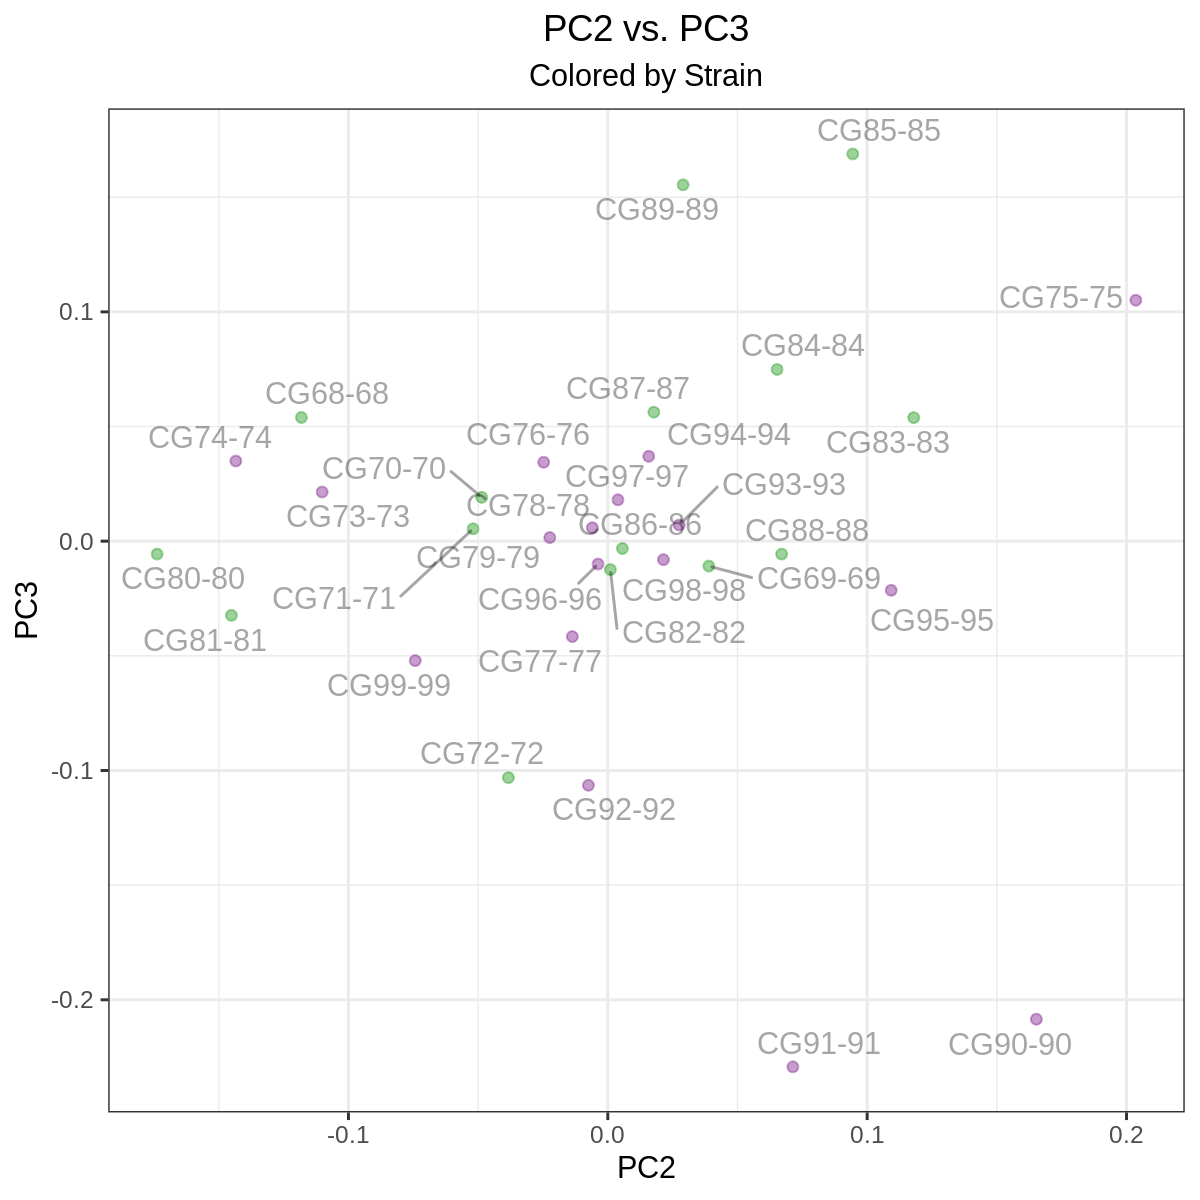 PC2 vs. PC3
Colored by Strain
CG85-85
CG89-89
CG75-75
0.1
CG84-84
CG87-87
CG68-68
CG83-83
CG74-74
CG76-76
CG94-94
CG70-70
CG97-97
CG93-93
CG78-78
CG73-73
CG86-86
CG88-88
0.0
CG79-79
CG80-80
CG69-69
CG98-98
CG71-71
CG96-96
CG95-95
CG82-82
CG81-81
CG77-77
CG99-99
PC3
CG72-72
-0.1
CG92-92
-0.2
CG91-91
CG90-90
-0.1
0.0
0.1
0.2
PC2